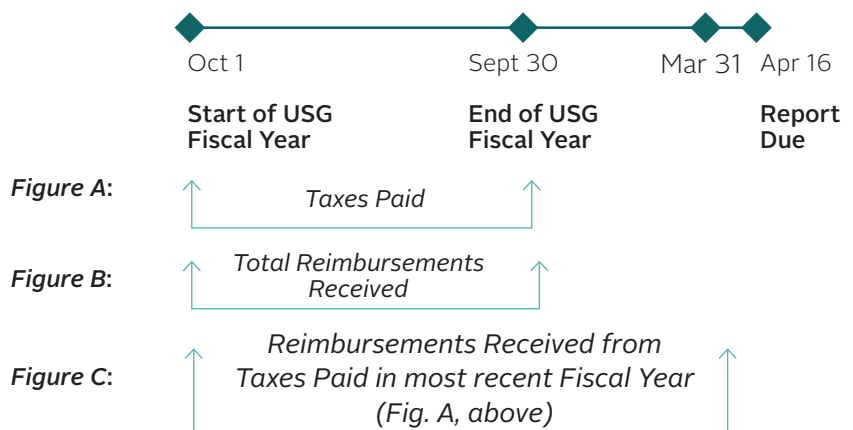 Oct 1
Sept 30
Mar 31
Apr 16
Start of USG
Fiscal Year
End of USG
Fiscal Year
Report
Due
Figure A:
Taxes Paid
Figure B:
Total Reimbursements
Received
Figure C:
Reimbursements Received from
Taxes Paid in most recent Fiscal Year
(Fig. A, above)